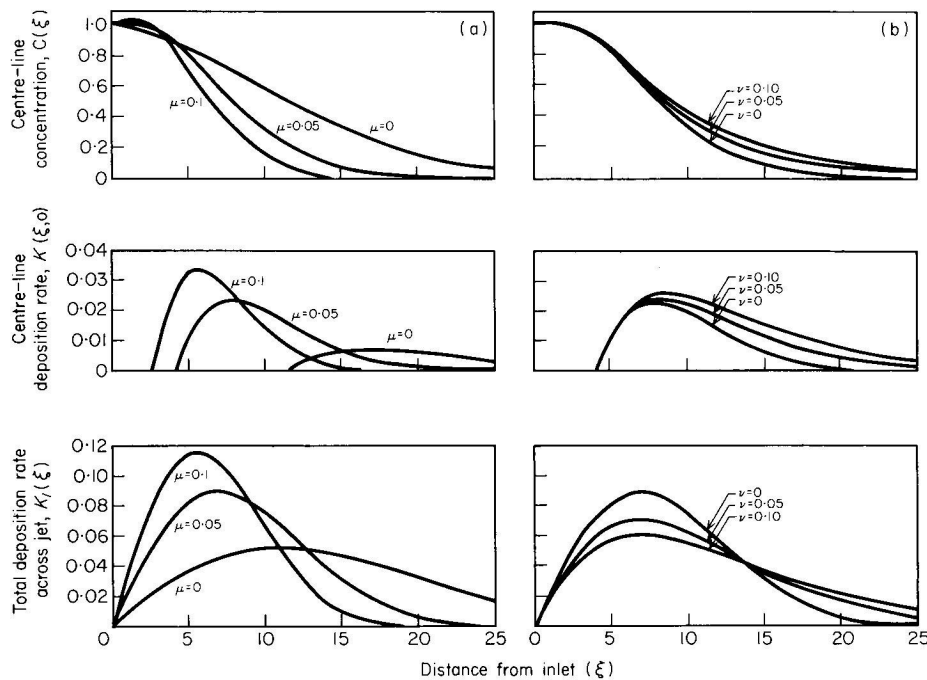 Centre-line
concentration, C(ξ)
1·0
0·8
0·6
0·4
0·2
0
(a)
μ=0·1
μ=0·05
μ=0
(b)
ν=0·10
ν=0·05
ν=0
Centre-line
deposition rate, K(ξ,o)
0·04
0·03
0·02
0·01
0
μ=0·1
μ=0·05
μ=0
ν=0·10
ν=0·05
ν=0
Total deposition rate
across jet, Kⱼ(ξ)
0·12
0·10
0·08
0·06
0·04
0·02
μ=0·1
μ=0·05
μ=0
ν=0
ν=0·05
ν=0·10
0 5 10 15 20 25 0 5 10 15 20 25
Distance from inlet (ξ)